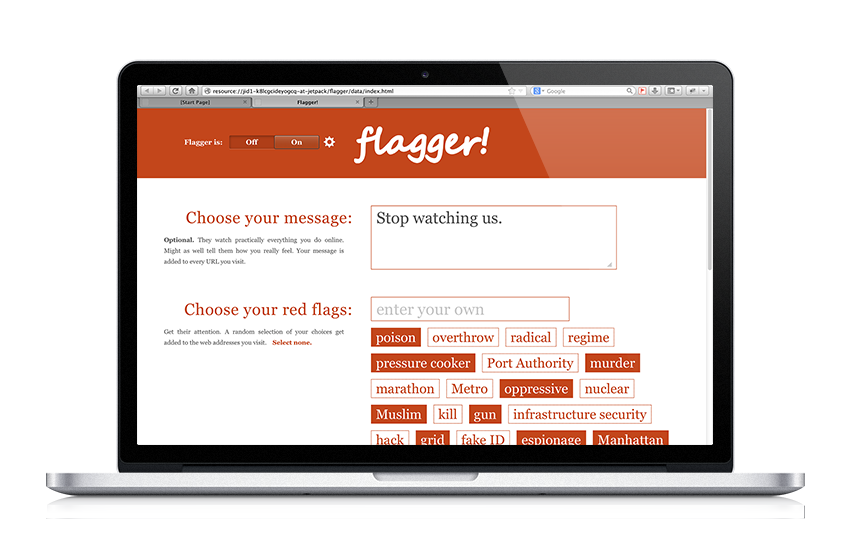 resource://jid1-k8lcgcideyogcq-at-jetpack/flagger/data/index.html
Google
[Start Page]
Flagger!
Flagger is:
Off
On
flagger!
Choose your message:
Optional. They watch practically everything you do online.
Might as well tell them how you really feel. Your message is
added to every URL you visit.
Stop watching us.
Choose your red flags:
Get their attention. A random selection of your choices get
added to the web addresses you visit. Select none.
enter your own
poison overthrow radical regime
pressure cooker Port Authority murder
marathon Metro oppressive nuclear
Muslim kill gun infrastructure security
hack grid fake ID espionage Manhattan